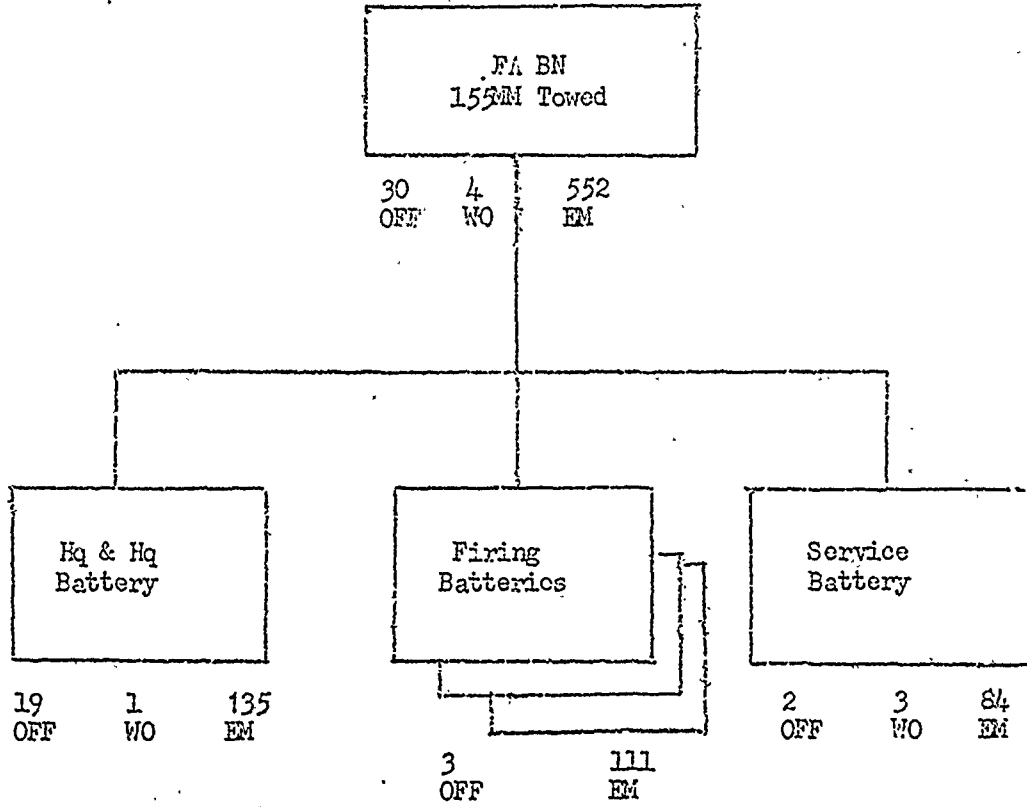 FA BN
155MM Towed
30 4 552
OFF WO EM
Hq & Hq
Battery
Firing
Batteries
Service
Battery
19 1 135
OFF WO EM
3 111
OFF EM
2 3 84
OFF WO EM